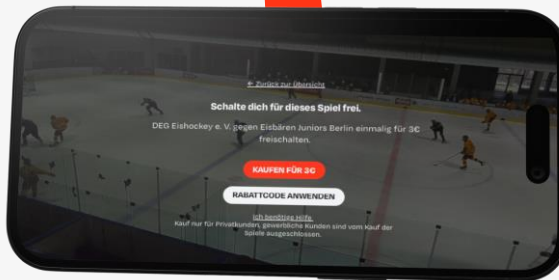 ← Zurück zur Übersicht
Schalte dich für dieses Spiel frei.
DEG Eishockey e. V. gegen Eisbären Juniors Berlin einmalig für 3€
freischalten.
KAUFEN FÜR 3€
RABATTCODE ANWENDEN
Ich benötige Hilfe.
Kauf nur für Privatkunden, gewerbliche Kunden sind vom Kauf der
Spiele ausgeschlossen.